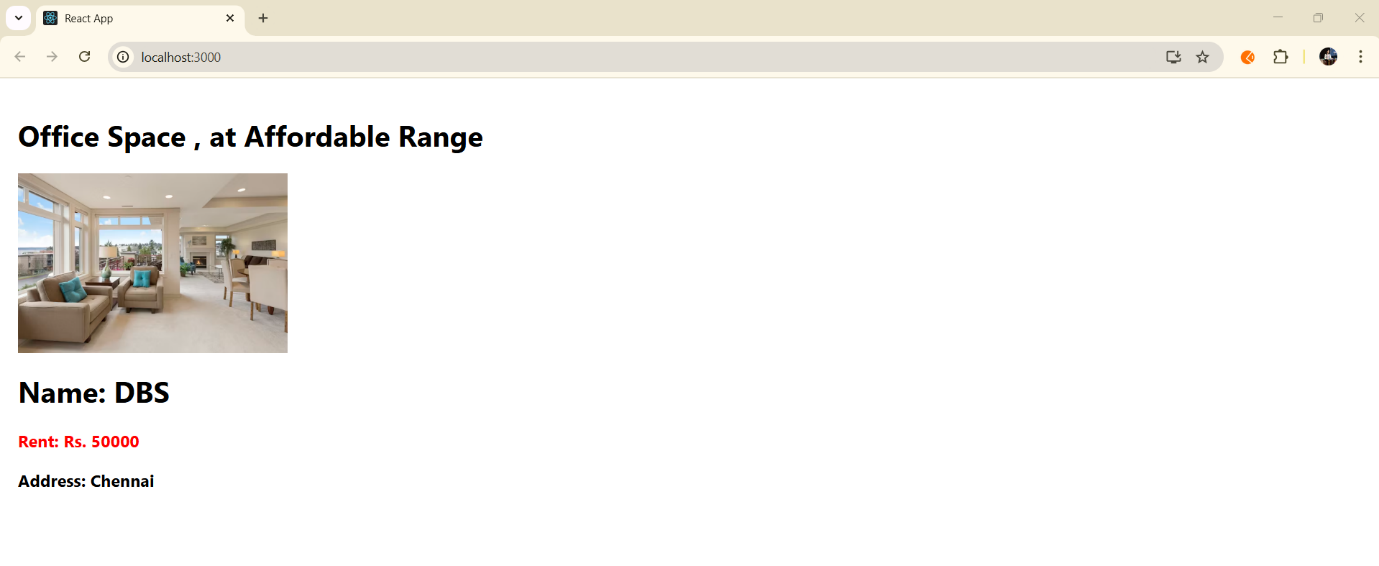 React App
localhost:3000
Office Space , at Affordable Range
Name: DBS
Rent: Rs. 50000
Address: Chennai